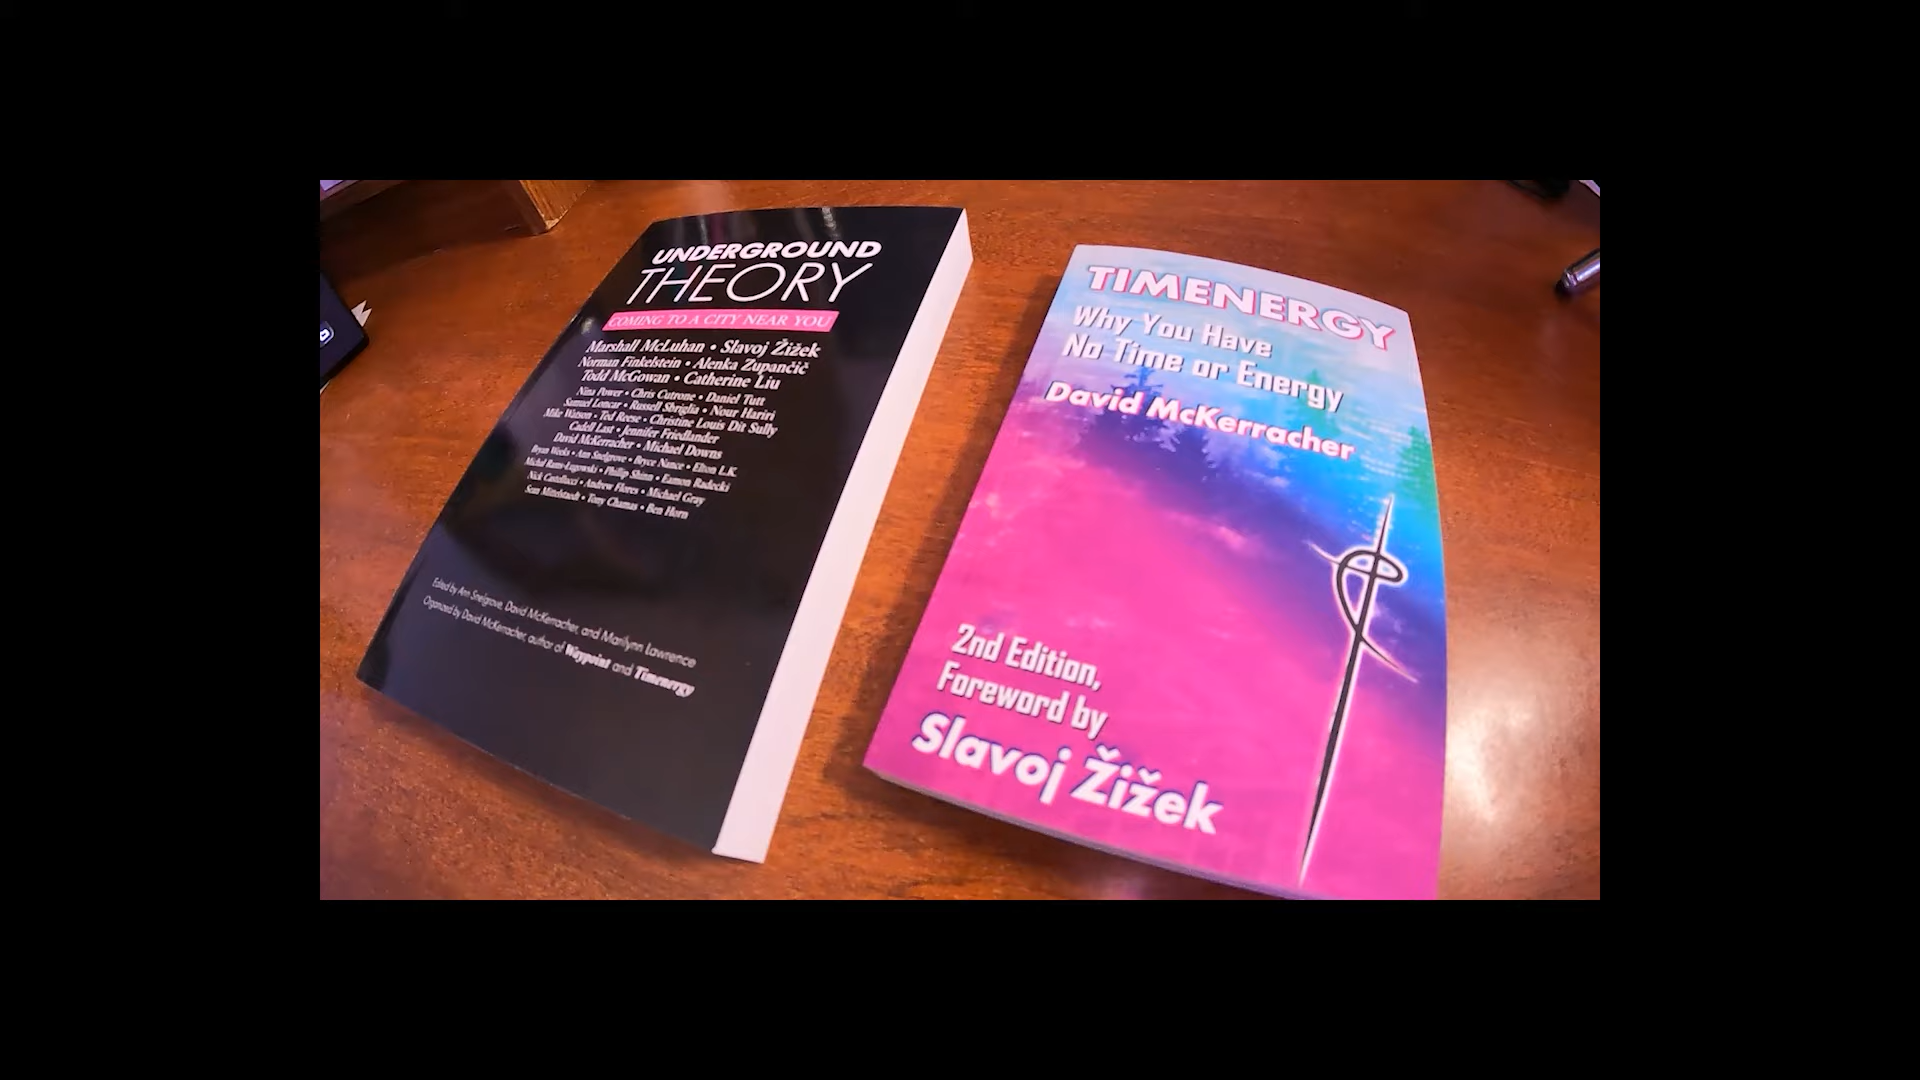 UNDERGROUND
THEORY
COMING TO A CITY NEAR YOU
Marshall McLuhan • Slavoj Žižek
Norman Finkelstein • Alenka Zupančič
Todd McGowan • Catherine Liu
Nina Power • Chris Cutrone • Daniel Tutt
Samuel Loncar • Russell Sbriglia • Nour Hariri
Mike Watson • Ted Reese • Christine Louis Dit Sully
Cadell Last • Jennifer Friedlander
David McKerracher • Michael Downs
Bryan Weeks • Ann Snelgrove • Bryce Nance • Elton L.K.
Michal Rams-Ługowski • Phillip Shinn • Eamon Radecki
Nick Castellucci • Andrew Flores • Michael Gray
Sean Mittelstaedt • Tony Chamas • Ben Horn
Edited by Ann Snelgrove, David McKerracher, and Marilynn Lawrence
Organized by David McKerracher, author of Waypoint and Timenergy
TIMENERGY
Why You Have
No Time or Energy
David McKerracher
2nd Edition,
Foreword by
Slavoj Žižek